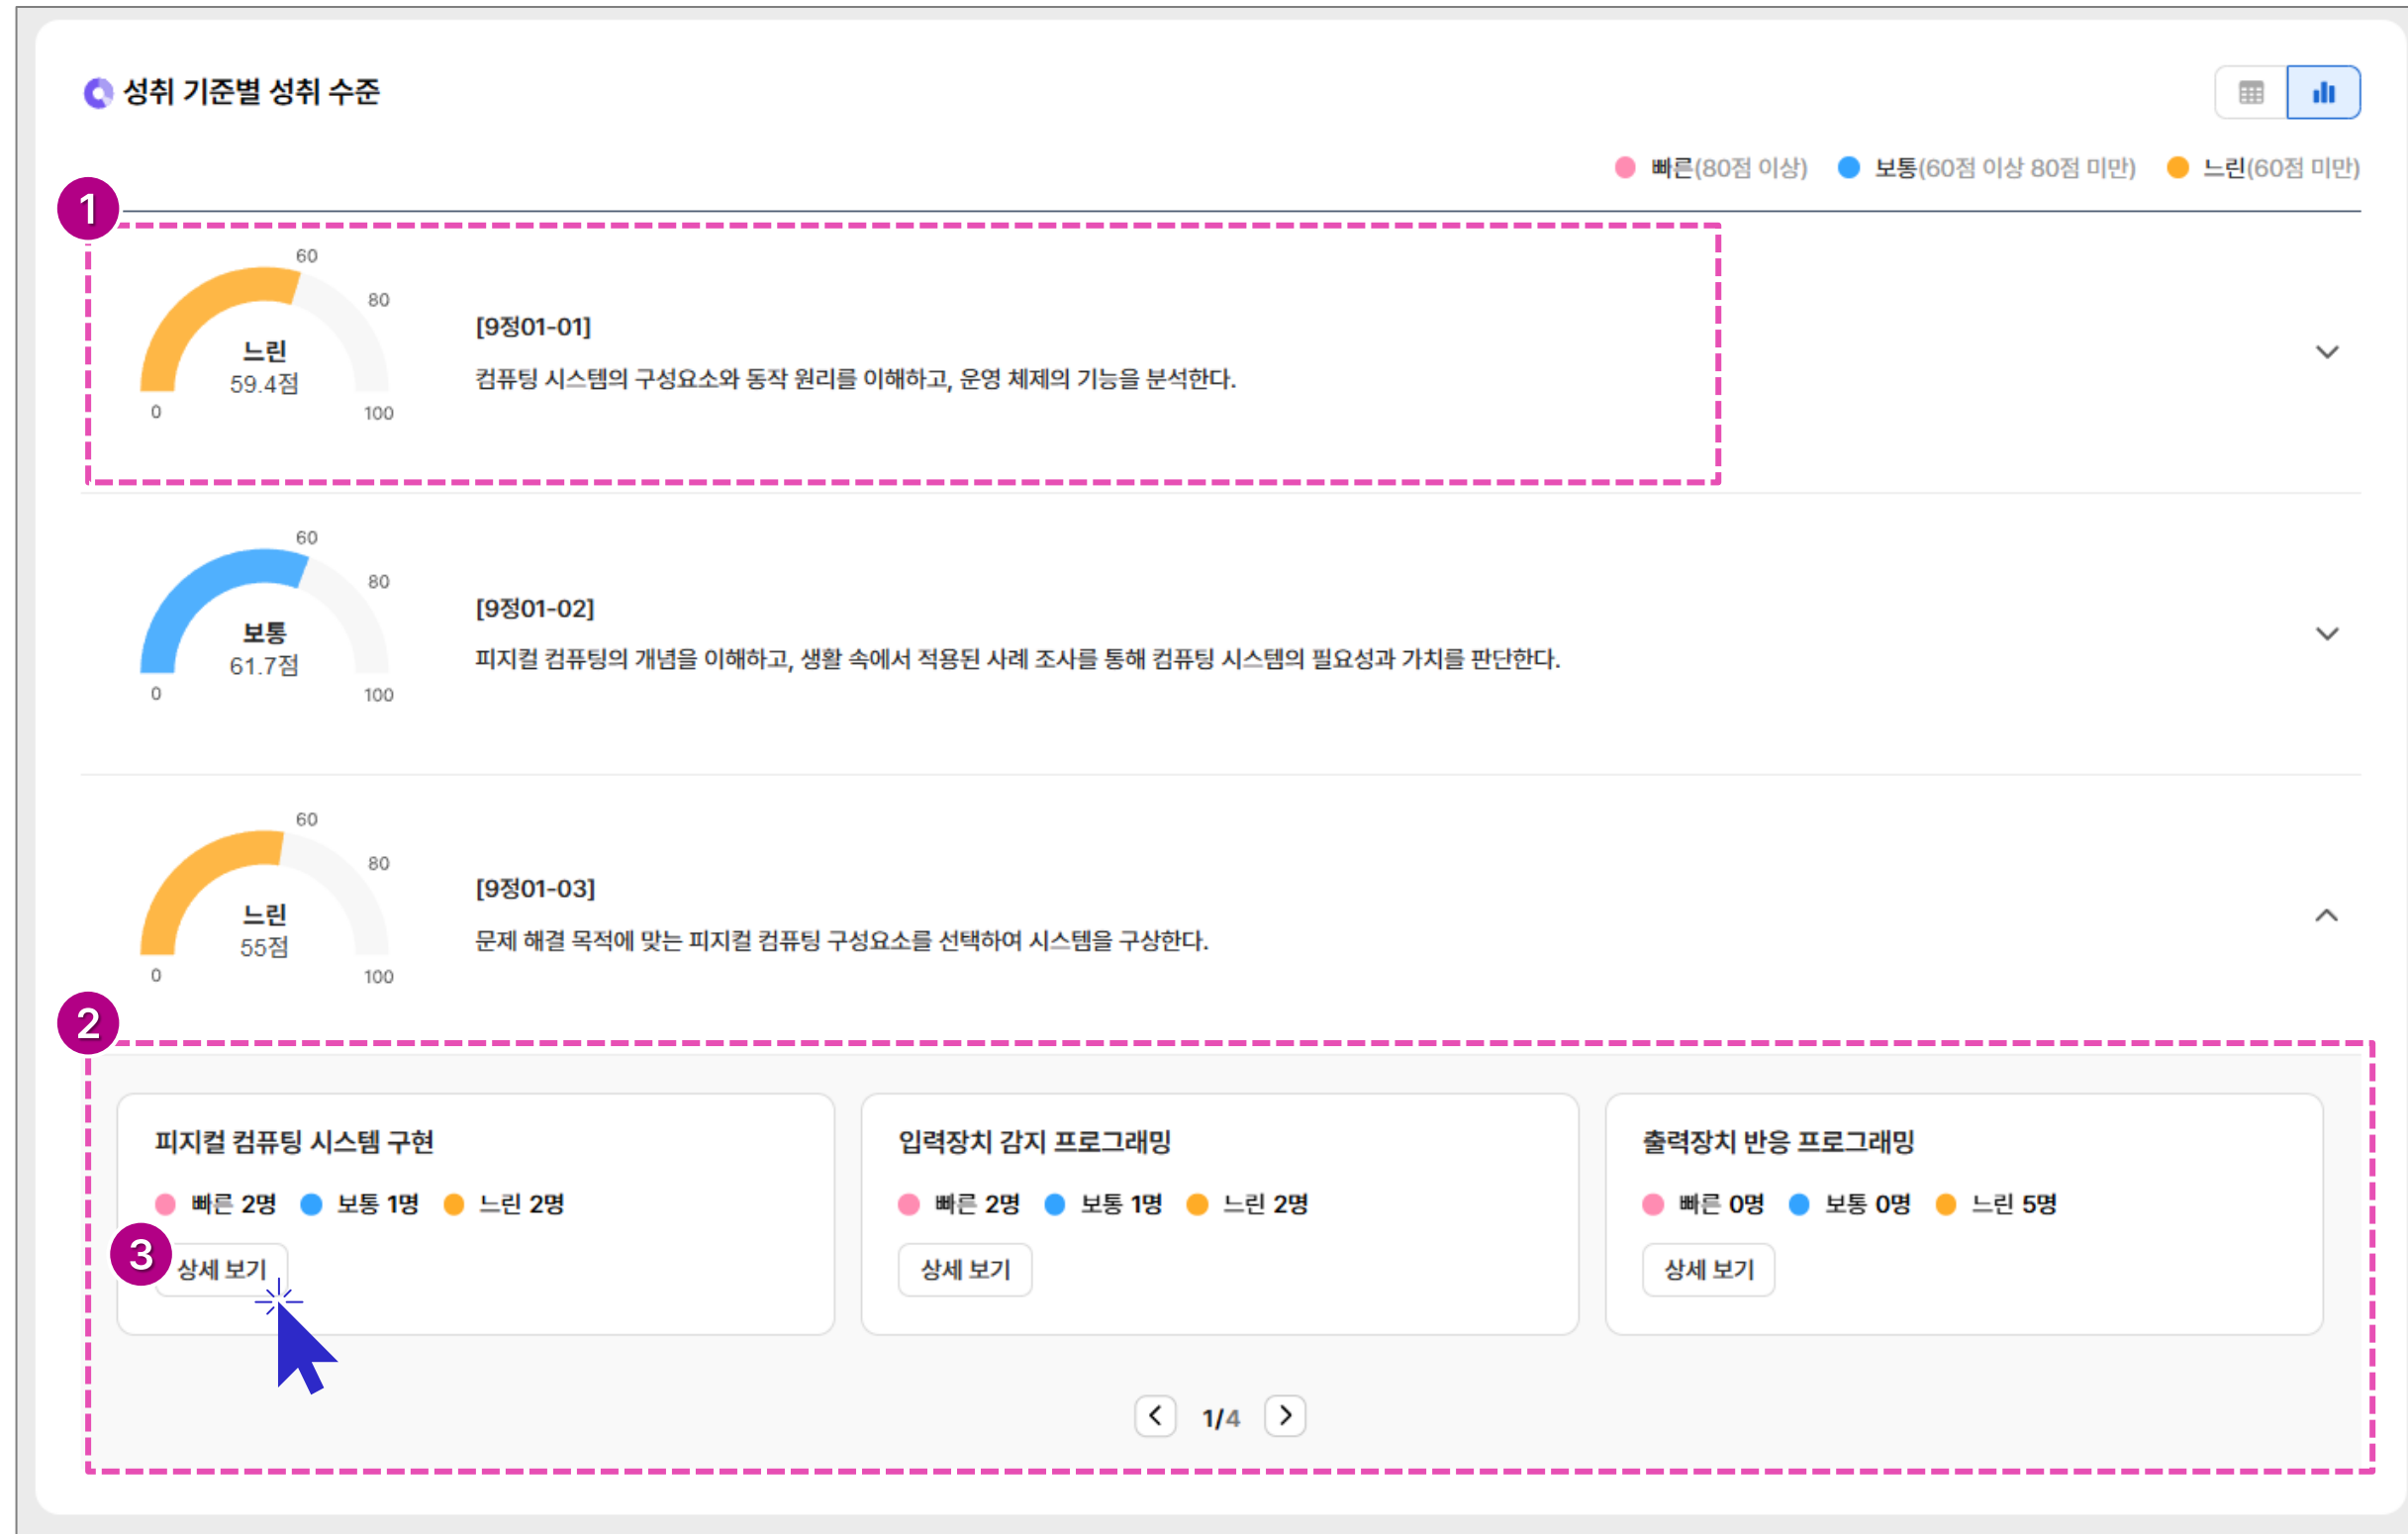 성취 기준별 성취 수준
빠른(80점 이상) 보통(60점 이상 80점 미만) 느린(60점 미만)
1
60
80
느린
59.4점
0
100
[9정01-01]
컴퓨팅 시스템의 구성요소와 동작 원리를 이해하고, 운영 체제의 기능을 분석한다.
60
80
보통
61.7점
0
100
[9정01-02]
피지컬 컴퓨팅의 개념을 이해하고, 생활 속에서 적용된 사례 조사를 통해 컴퓨팅 시스템의 필요성과 가치를 판단한다.
60
80
느린
55점
0
100
[9정01-03]
문제 해결 목적에 맞는 피지컬 컴퓨팅 구성요소를 선택하여 시스템을 구상한다.
2
피지컬 컴퓨팅 시스템 구현
빠른 2명 보통 1명 느린 2명
3
상세 보기
입력장치 감지 프로그래밍
빠른 2명 보통 1명 느린 2명
상세 보기
출력장치 반응 프로그래밍
빠른 0명 보통 0명 느린 5명
상세 보기
1/4